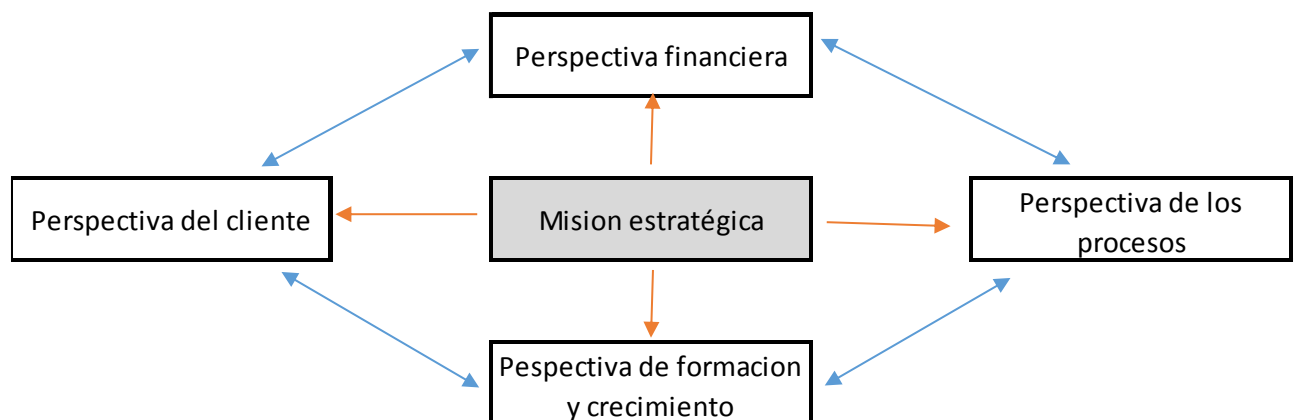 Perspectiva financiera
Perspectiva del cliente
Mision estratégica
Perspectiva de los
procesos
Pespectiva de formacion
y crecimiento